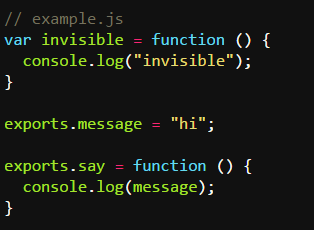 // example.js
var invisible = function () {
  console.log("invisible");
}

exports.message = "hi";

exports.say = function () {
  console.log(message);
}